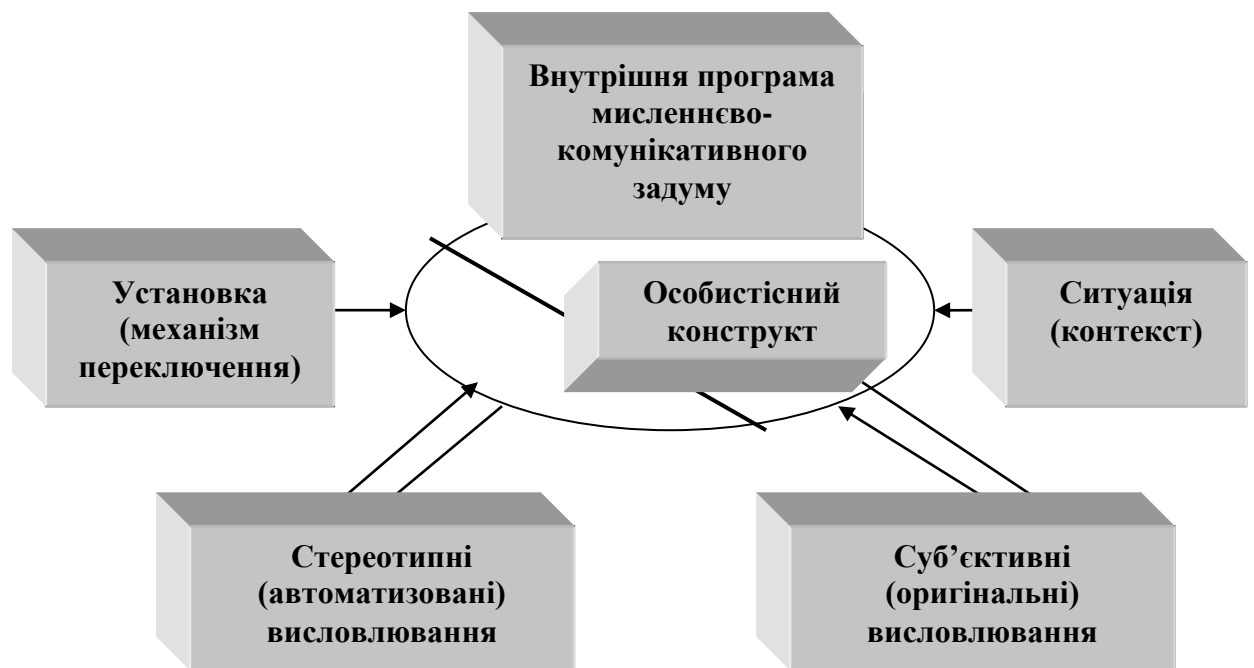 Внутрішня програма
мисленнєво-
комунікативного
задуму
Установка
(механізм
переключення)
Особистісний
конструкт
Ситуація
(контекст)
Стереотипні
(автоматизовані)
висловлювання
Суб’єктивні
(оригінальні)
висловлювання